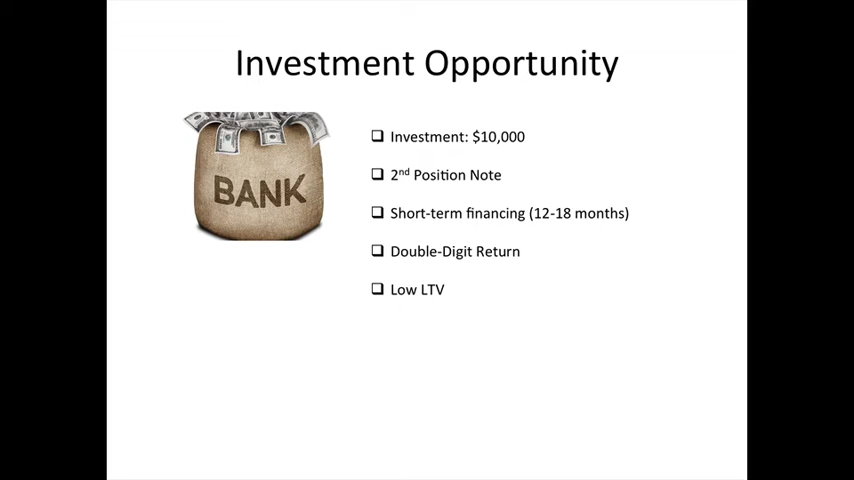 Investment Opportunity
BANK
Investment: $10,000
2nd Position Note
Short-term financing (12-18 months)
Double-Digit Return
Low LTV